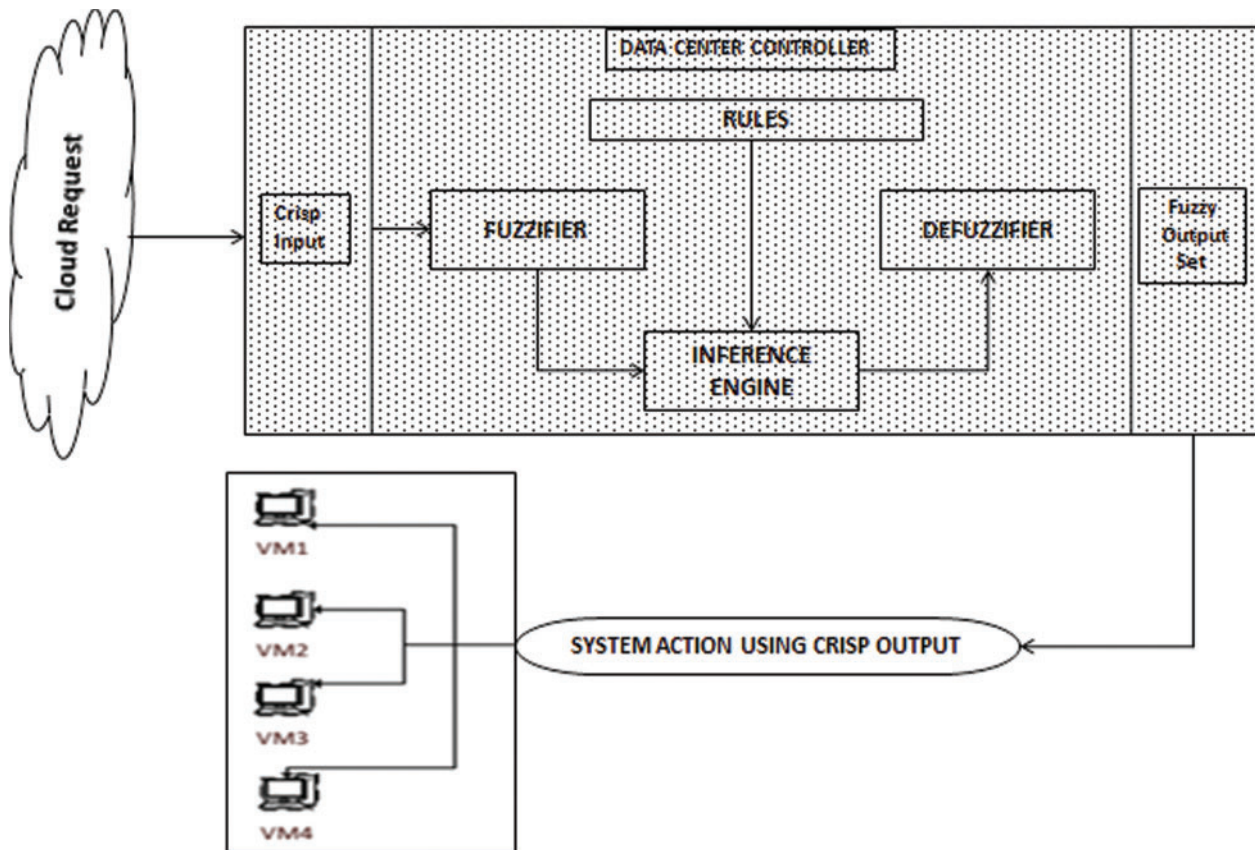 Cloud Request
DATA CENTER CONTROLLER
RULES
Crisp
Input
FUZZIFIER
DEFUZZIFIER
Fuzzy
Output
Set
INFERENCE
ENGINE
VM1
VM2
VM3
VM4
SYSTEM ACTION USING CRISP OUTPUT